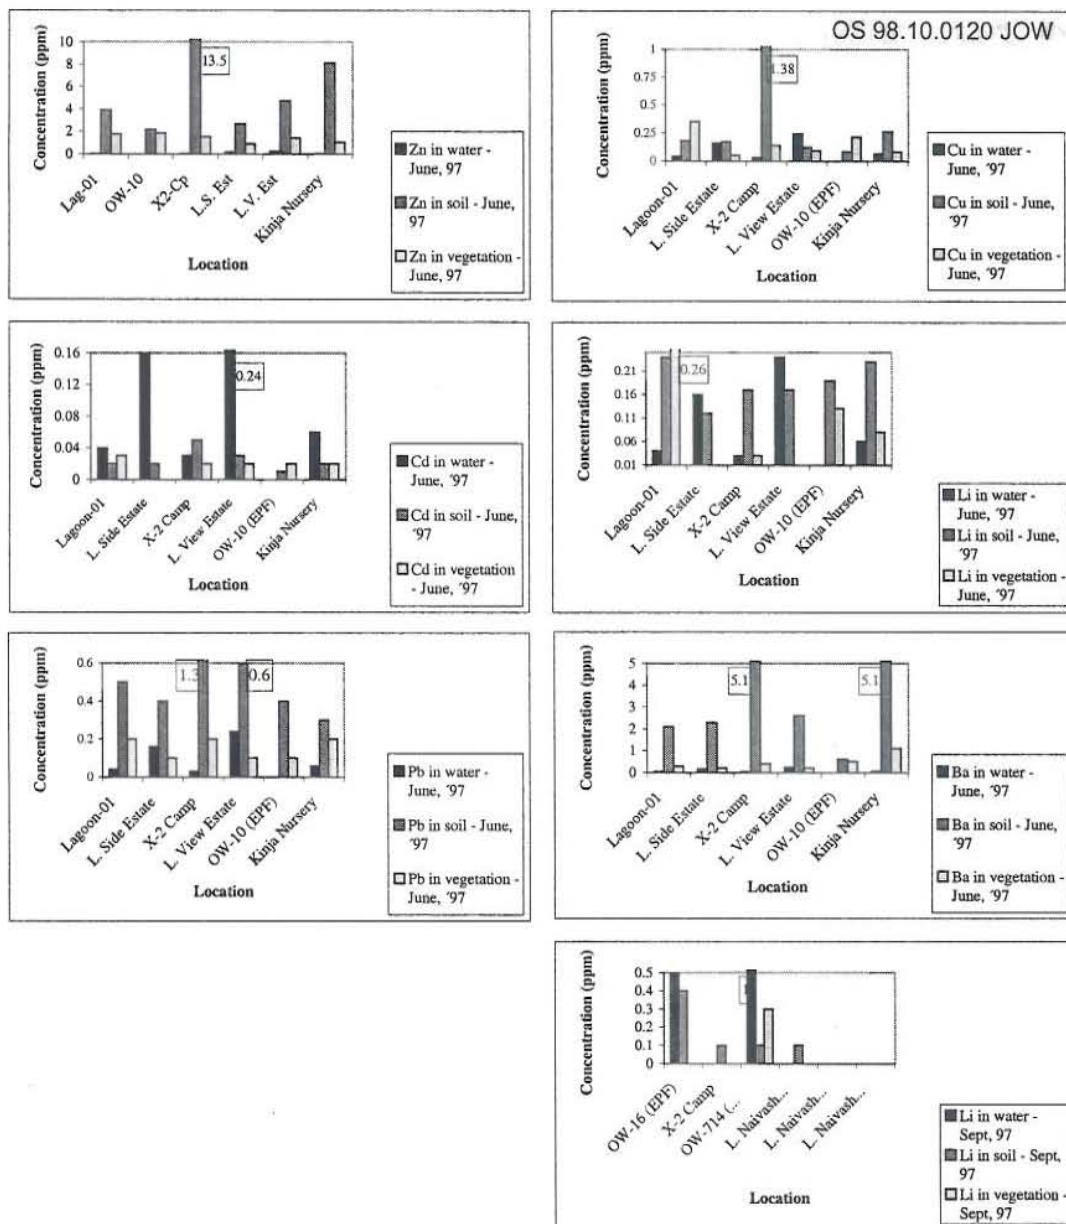 OS 98.10.0120 JOW
Concentration (ppm)
10
8
6
4
2
0
13.5
Lag-01
OW-10
X2-Cp
L.S. Est
L.V. Est
Kinja Nursery
Location
Zn in water -
June, 97
Zn in soil - June,
97
Zn in vegetation -
June, 97
Concentration (ppm)
1
0.75
0.5
0.25
0
1.38
Lagoon-01
L. Side Estate
X-2 Camp
L. View Estate
OW-10 (EPF)
Kinja Nursery
Location
Cu in water -
June, '97
Cu in soil - June,
'97
Cu in vegetation -
June, '97
Concentration (ppm)
0.16
0.12
0.08
0.04
0
0.24
Lagoon-01
L. Side Estate
X-2 Camp
L. View Estate
OW-10 (EPF)
Kinja Nursery
Location
Cd in water -
June, '97
Cd in soil - June,
'97
Cd in vegetation
- June, '97
Concentration (ppm)
0.21
0.16
0.11
0.06
0.01
0.26
Lagoon-01
L. Side Estate
X-2 Camp
L. View Estate
OW-10 (EPF)
Kinja Nursery
Location
Li in water -
June, '97
Li in soil - June,
'97
Li in vegetation -
June, '97
Concentration (ppm)
0.6
0.4
0.2
0
1.3
0.6
Lagoon-01
L. Side Estate
X-2 Camp
L. View Estate
OW-10 (EPF)
Kinja Nursery
Location
Pb in water -
June, '97
Pb in soil - June,
'97
Pb in vegetation -
June, '97
Concentration (ppm)
5
4
3
2
1
0
5.1
5.1
Lagoon-01
L. Side Estate
X-2 Camp
L. View Estate
OW-10 (EPF)
Kinja Nursery
Location
Ba in water -
June, '97
Ba in soil - June,
'97
Ba in vegetation -
June, '97
Concentration (ppm)
0.5
0.4
0.3
0.2
0.1
0
OW-16 (EPF)
X-2 Camp
OW-714 (...
L. Naivash...
L. Naivash...
L. Naivash...
Location
Li in water -
Sept, 97
Li in soil - Sept,
97
Li in vegetation -
Sept, 97